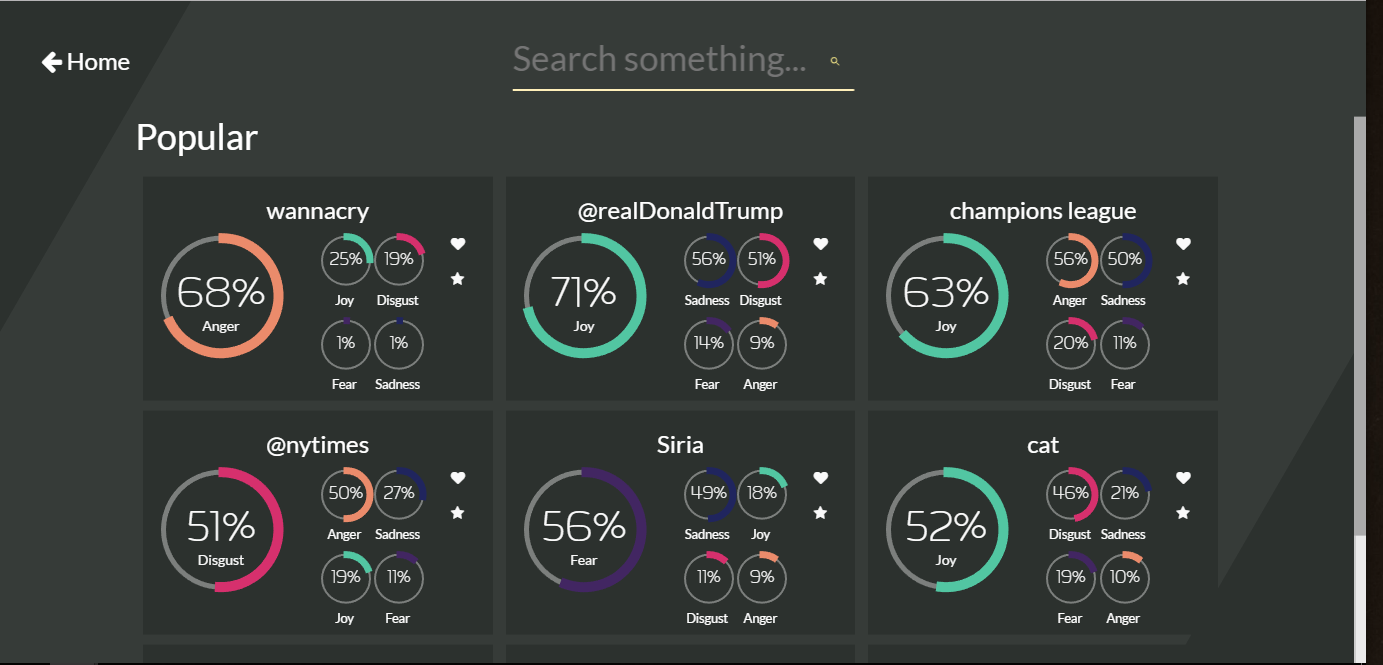 Home
Search something...
Popular
wannacry
68%
Anger
25% 19%
Joy Disgust
1% 1%
Fear Sadness
@realDonaldTrump
71%
Joy
56% 51%
Sadness Disgust
14% 9%
Fear Anger
champions league
63%
Joy
56% 50%
Anger Sadness
20% 11%
Disgust Fear
@nytimes
51%
Disgust
50% 27%
Anger Sadness
19% 11%
Joy Fear
Siria
56%
Fear
49% 18%
Sadness Joy
11% 9%
Disgust Anger
cat
52%
Joy
46% 21%
Disgust Sadness
19% 10%
Fear Anger